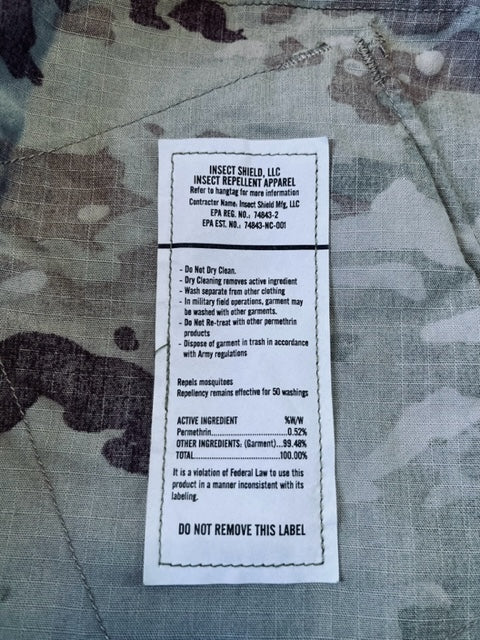 INSECT SHIELD, LLC
INSECT REPELLENT APPAREL
Refer to hangtag for more information
Contractor Name: Insect Shield Mfg, LLC
EPA REG. NO.: 74843-2
EPA EST. NO.: 74843-NC-001
- Do Not Dry Clean.
- Dry Cleaning removes active ingredient
- Wash separate from other clothing
- In military field operations, garment may
be washed with other garments.
- Do Not Re-treat with other permethrin
products
- Dispose of garment in trash in accordance
with Army regulations
Repels mosquitoes
Repellency remains effective for 50 washings
ACTIVE INGREDIENT %W/W
Permethrin...........................0.52%
OTHER INGREDIENTS: (Garment)...99.48%
TOTAL.................................100.00%
It is a violation of Federal Law to use this
product in a manner inconsistent with its
labeling.
DO NOT REMOVE THIS LABEL